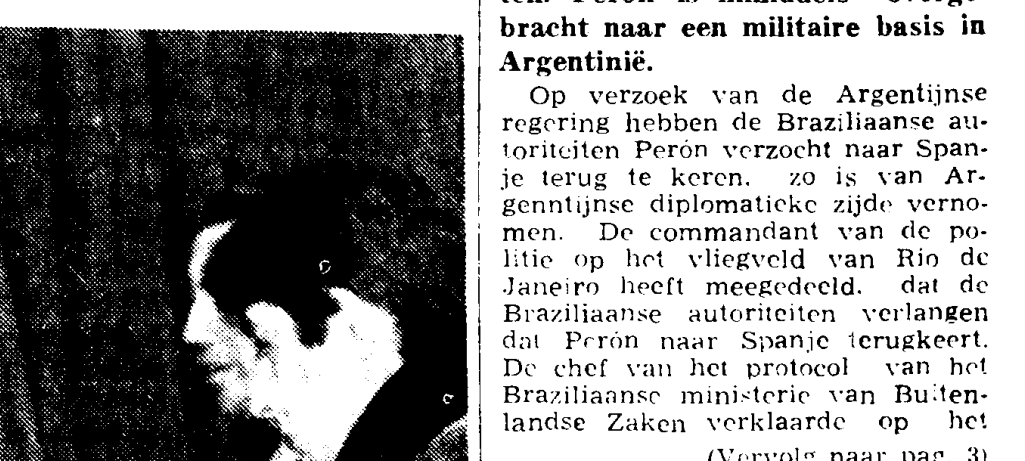 bracht naar een militaire basis in
Argentinië.
Op verzoek van de Argentijnse
regering hebben de Braziliaanse au-
toriteiten Perón verzocht naar Span-
je terug te keren. zo is van Ar-
genntijnse diplomatieke zijde verno-
men. De commandant van de po-
litie op het vliegveld van Rio de
Janeiro heeft meegedeeld. dat de
Braziliaanse autoriteiten verlangen
dat Perón naar Spanje terugkeert.
De chef van het protocol van het
Braziliaanse ministerie van Buiten-
landse Zaken verklaarde op het
(Vervolg naar pag. 3)